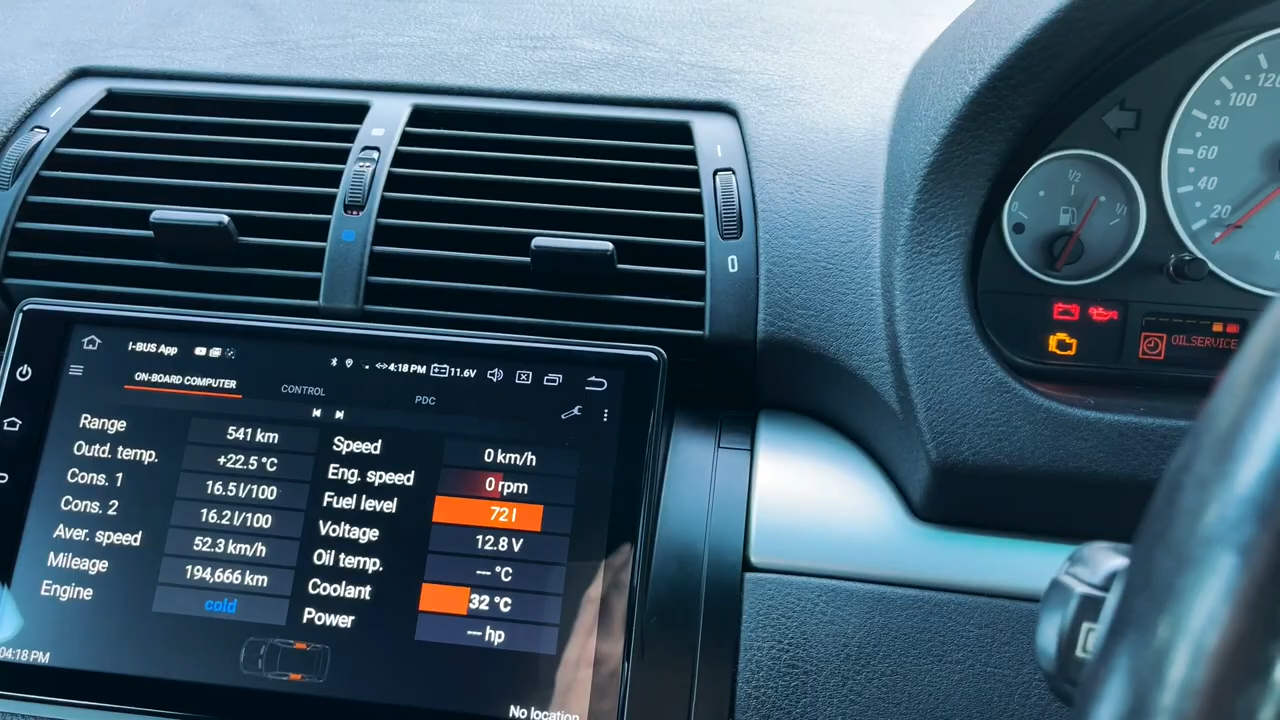 120
100
80
60
40
20
0 1/2 1/1
0
OILSERVICE
I-BUS App
4:18 PM 11.6V
ON-BOARD COMPUTER CONTROL PDC
Range 541 km
Outd. temp. +22.5 °C
Cons. 1 16.5 l/100
Cons. 2 16.2 l/100
Aver. speed 52.3 km/h
Mileage 194,666 km
Engine cold
Speed 0 km/h
Eng. speed 0 rpm
Fuel level 72 l
Voltage 12.8 V
Oil temp. --- °C
Coolant 32 °C
Power --- hp
04:18 PM
No location